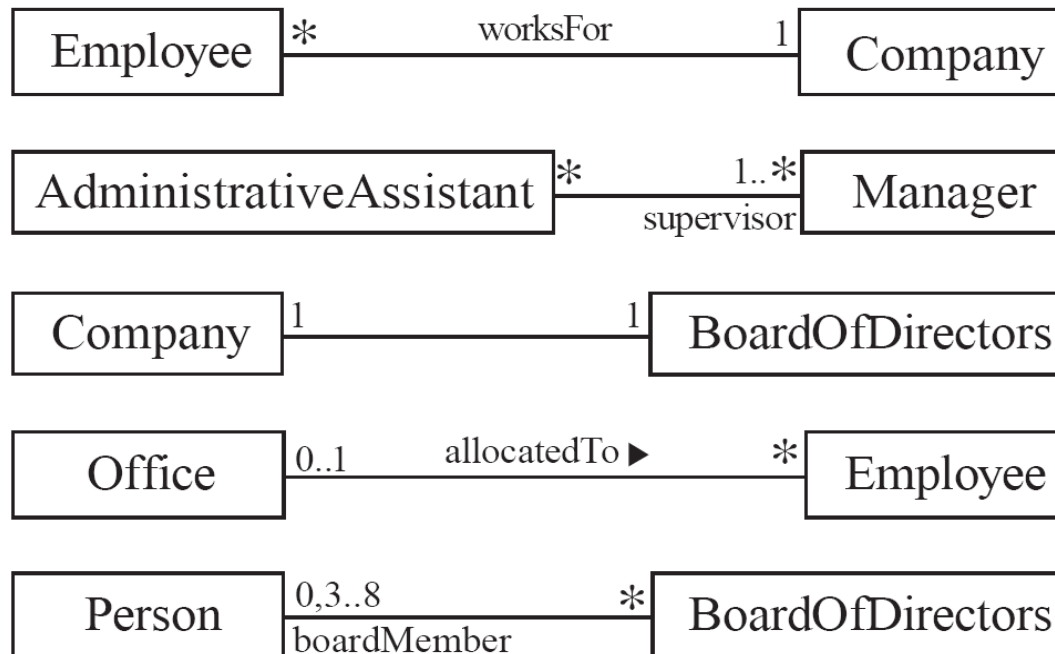 Employee * worksFor 1 Company
AdministrativeAssistant * 1..* Manager
supervisor
Company 1 1 BoardOfDirectors
Office 0..1 allocatedTo ▶ * Employee
Person 0,3..8 * BoardOfDirectors
boardMember